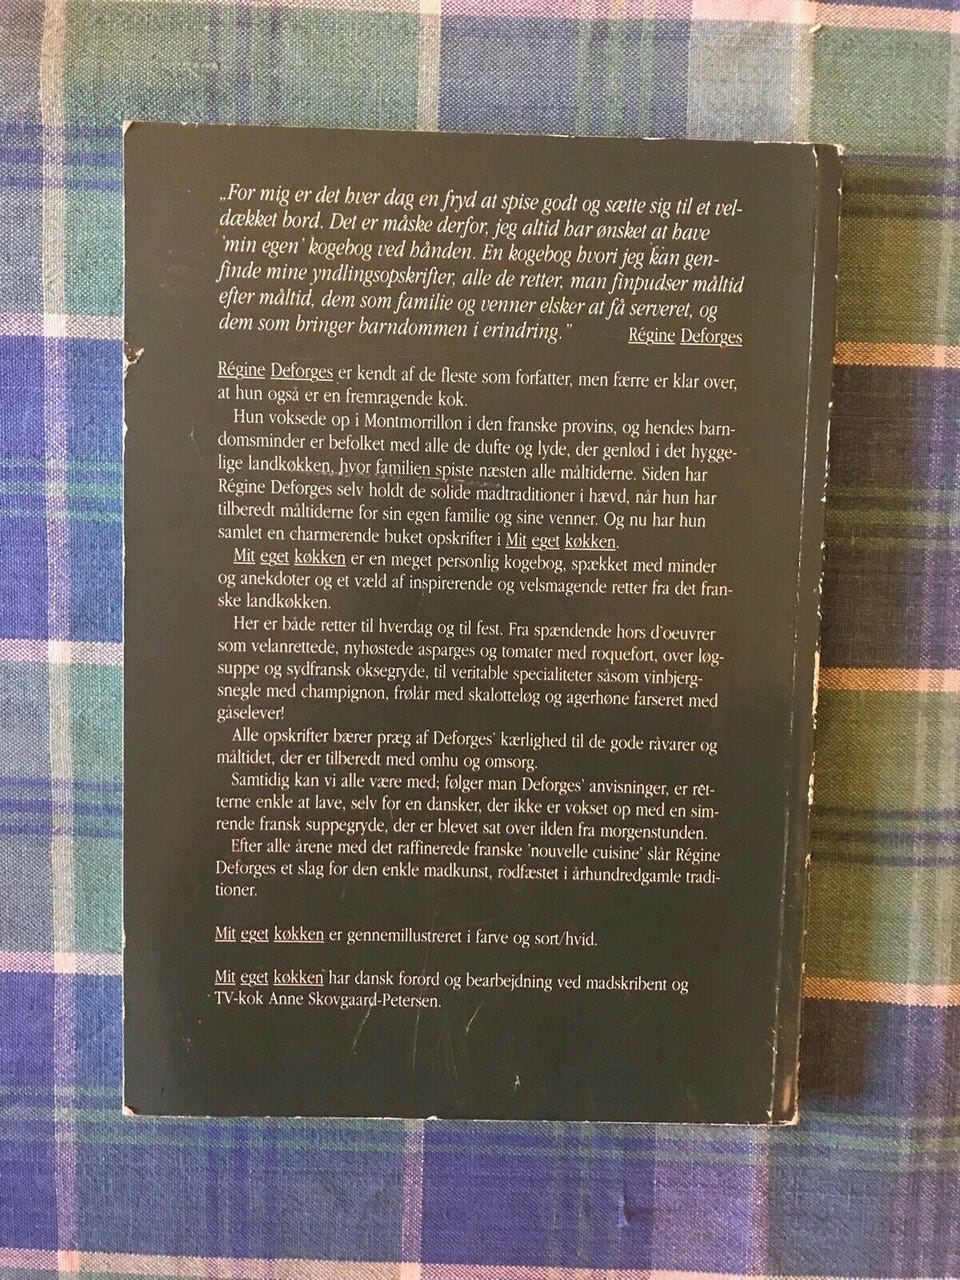 „For mig er det hver dag en fryd at spise godt og sætte sig til et vel-
dækket bord. Det er måske derfor, jeg altid har ønsket at have
'min egen' kogebog ved hånden. En kogebog hvori jeg kan gen-
finde mine yndlingsopskrifter, alle de retter, man finpudser måltid
efter måltid, dem som familie og venner elsker at få serveret, og
dem som bringer barndommen i erindring.” Régine Deforges
Régine Deforges er kendt af de fleste som forfatter, men færre er klar over,
at hun også er en fremragende kok.
Hun voksede op i Montmorrillon i den franske provins, og hendes barn-
domsminder er befolket med alle de dufte og lyde, der genlød i det hygge-
lige landkøkken, hvor familien spiste næsten alle måltiderne. Siden har
Régine Deforges selv holdt de solide madtraditioner i hævd, når hun har
tilberedt måltiderne for sin egen familie og sine venner. Og nu har hun
samlet en charmerende buket opskrifter i Mit eget køkken.
Mit eget køkken er en meget personlig kogebog, spækket med minder
og anekdoter og et væld af inspirerende og velsmagende retter fra det fran-
ske landkøkken.
Her er både retter til hverdag og til fest. Fra spændende hors d'oeuvrer
som velanrettede, nyhøstede asparges og tomater med roquefort, over løg-
suppe og sydfransk oksegryde, til veritable specialiteter såsom vinbjerg-
snegle med champignon, frølår med skalotteløg og agerhøne farseret med
gåselever!
Alle opskrifter bærer præg af Deforges' kærlighed til de gode råvarer og
måltidet, der er tilberedt med omhu og omsorg.
Samtidig kan vi alle være med; følger man Deforges' anvisninger, er ret-
terne enkle at lave, selv for en dansker, der ikke er vokset op med en sim-
rende fransk suppegryde, der er blevet sat over ilden fra morgenstunden.
Efter alle årene med det raffinerede franske 'nouvelle cuisine' slår Régine
Deforges et slag for den enkle madkunst, rodfæstet i århundredgamle tradi-
tioner.
Mit eget køkken er gennemillustreret i farve og sort/hvid.
Mit eget køkken har dansk forord og bearbejdning ved madskribent og
TV-kok Anne Skovgaard-Petersen.